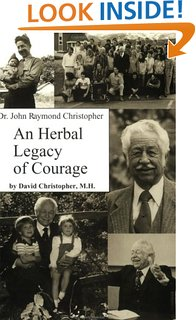 LOOK INSIDE!
Dr. John Raymond Christopher
An Herbal
Legacy
of Courage
by David Christopher, M.H.